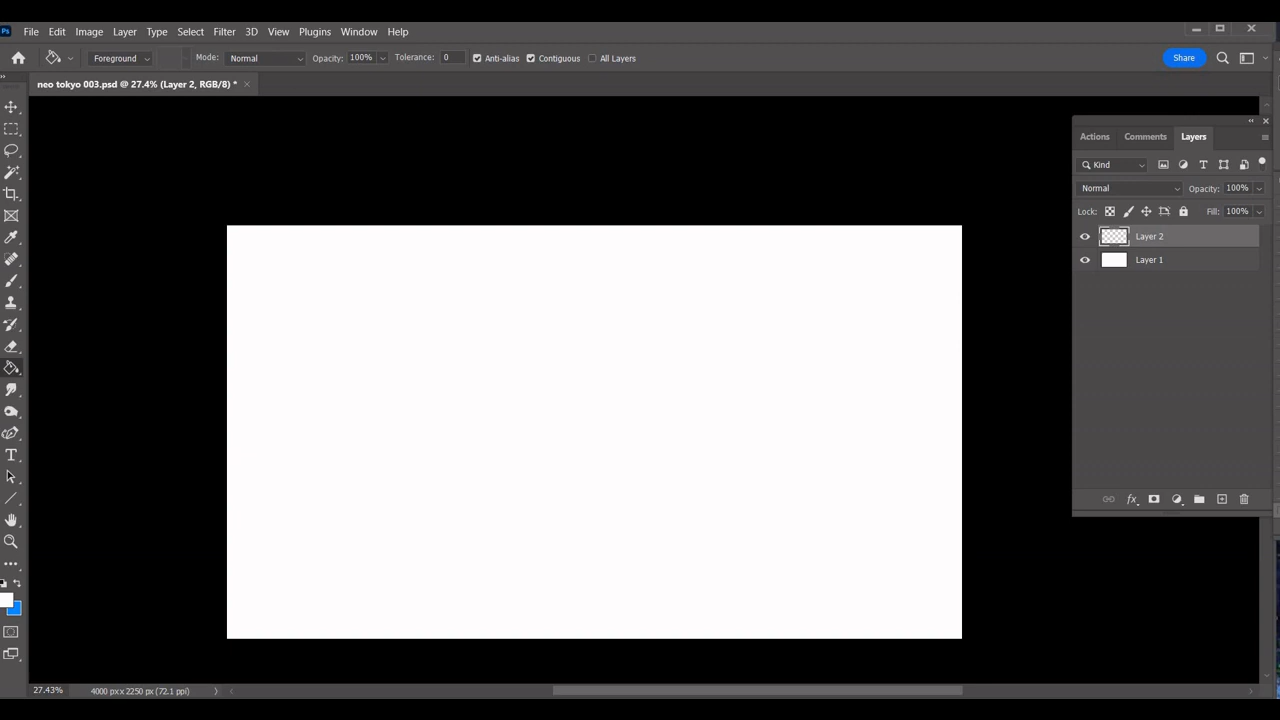 Ps File Edit Image Layer Type Select Filter 3D View Plugins Window Help
Foreground Mode: Normal Opacity: 100% Tolerance: 0 Anti-alias Contiguous All Layers Share
neo tokyo 003.psd @ 27.4% (Layer 2, RGB/8) *
Actions Comments Layers
Kind
Normal Opacity: 100%
Lock: Fill: 100%
Layer 2
Layer 1
fx
27.43% 4000 px x 2250 px (72.1 ppi)